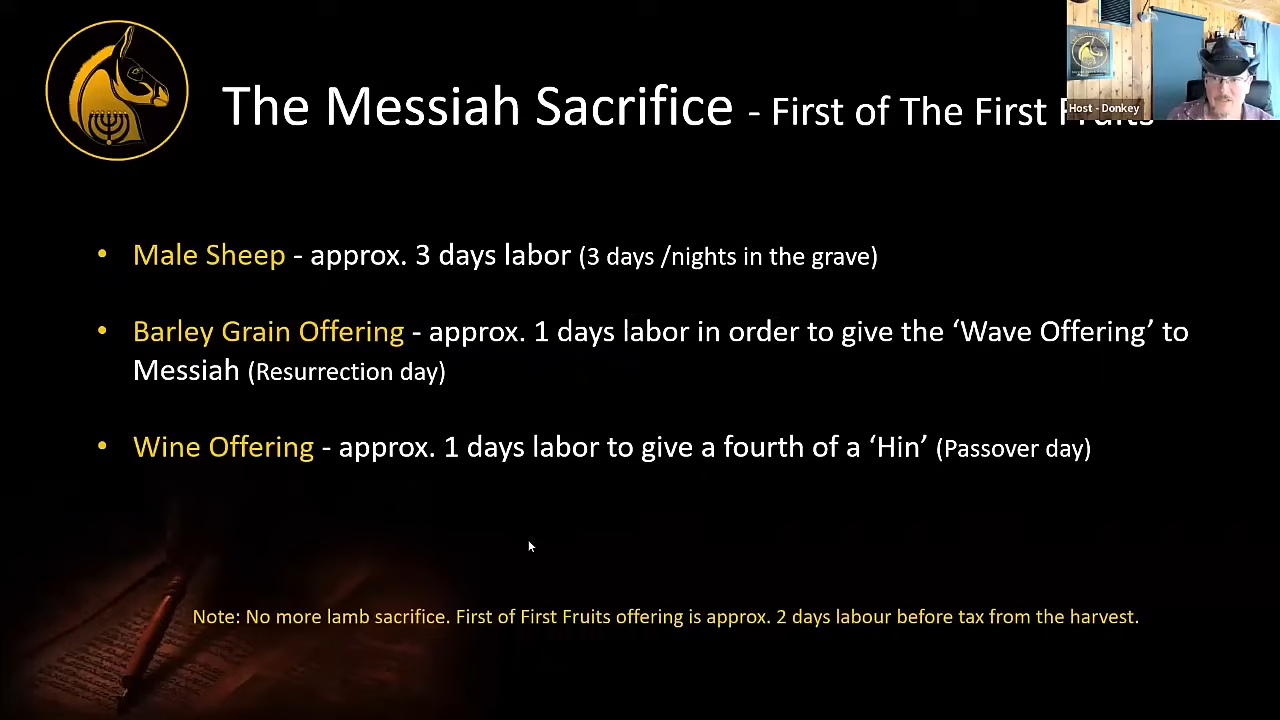 The Messiah Sacrifice - First of The First Fruits
Host - Donkey
• Male Sheep - approx. 3 days labor (3 days /nights in the grave)
• Barley Grain Offering - approx. 1 days labor in order to give the ‘Wave Offering’ to
Messiah (Resurrection day)
• Wine Offering - approx. 1 days labor to give a fourth of a ‘Hin’ (Passover day)
Note: No more lamb sacrifice. First of First Fruits offering is approx. 2 days labour before tax from the harvest.